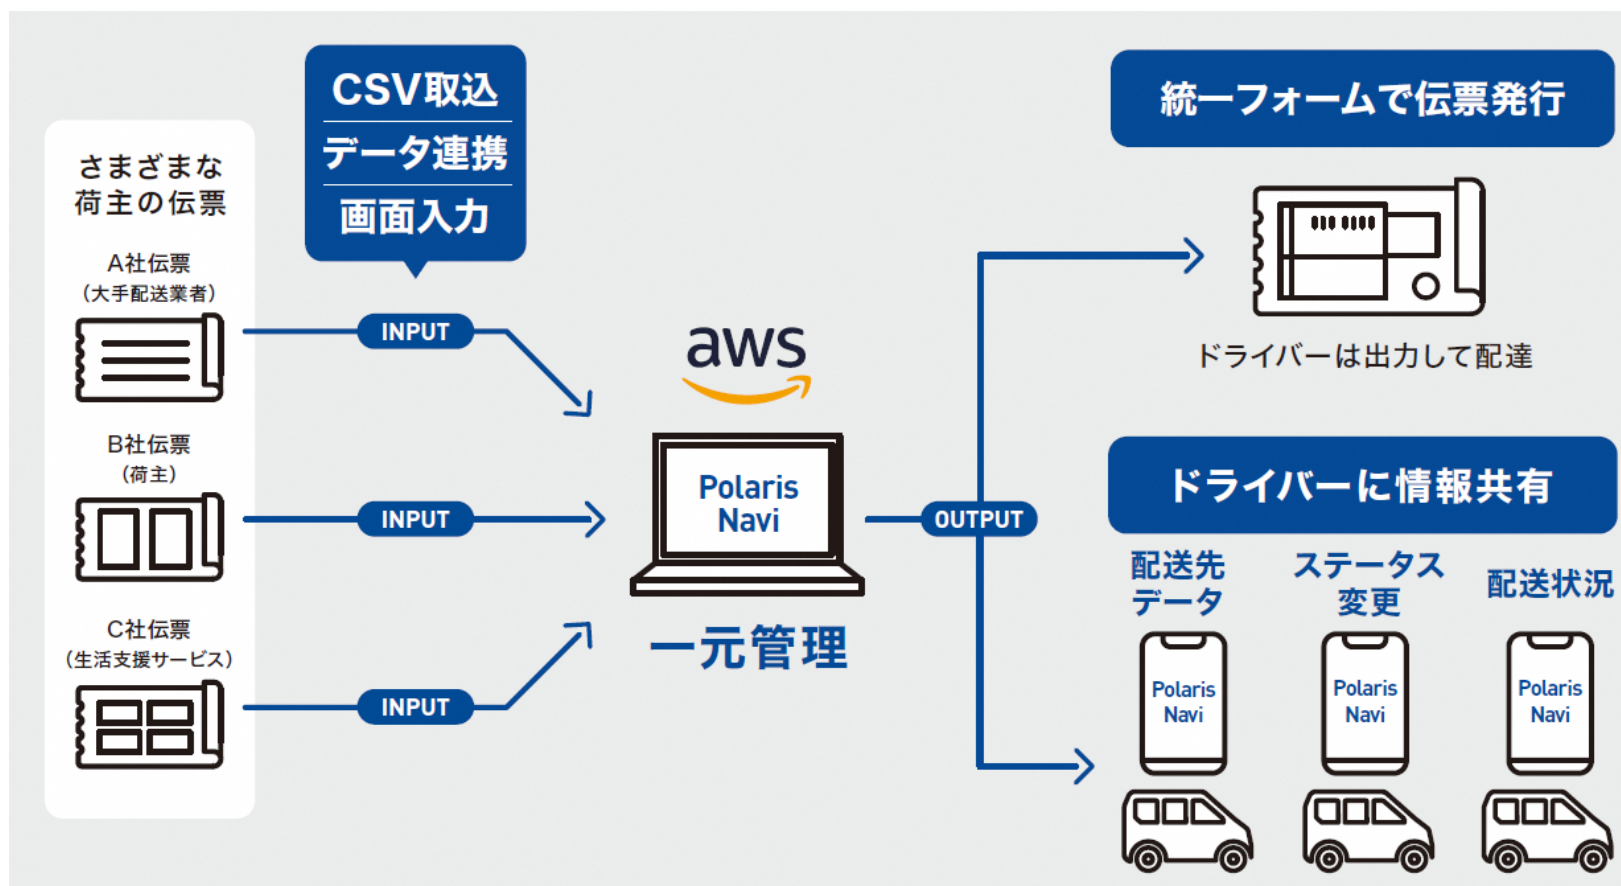 CSV取込
データ連携
画面入力
さまざまな
荷主の伝票
A社伝票
（大手配送業者）
INPUT
B社伝票
（荷主）
INPUT
C社伝票
（生活支援サービス）
INPUT
aws
Polaris
Navi
一元管理
OUTPUT
統一フォームで伝票発行
ドライバーは出力して配達
ドライバーに情報共有
配送先
データ
ステータス
変更
配送状況
Polaris
Navi
Polaris
Navi
Polaris
Navi